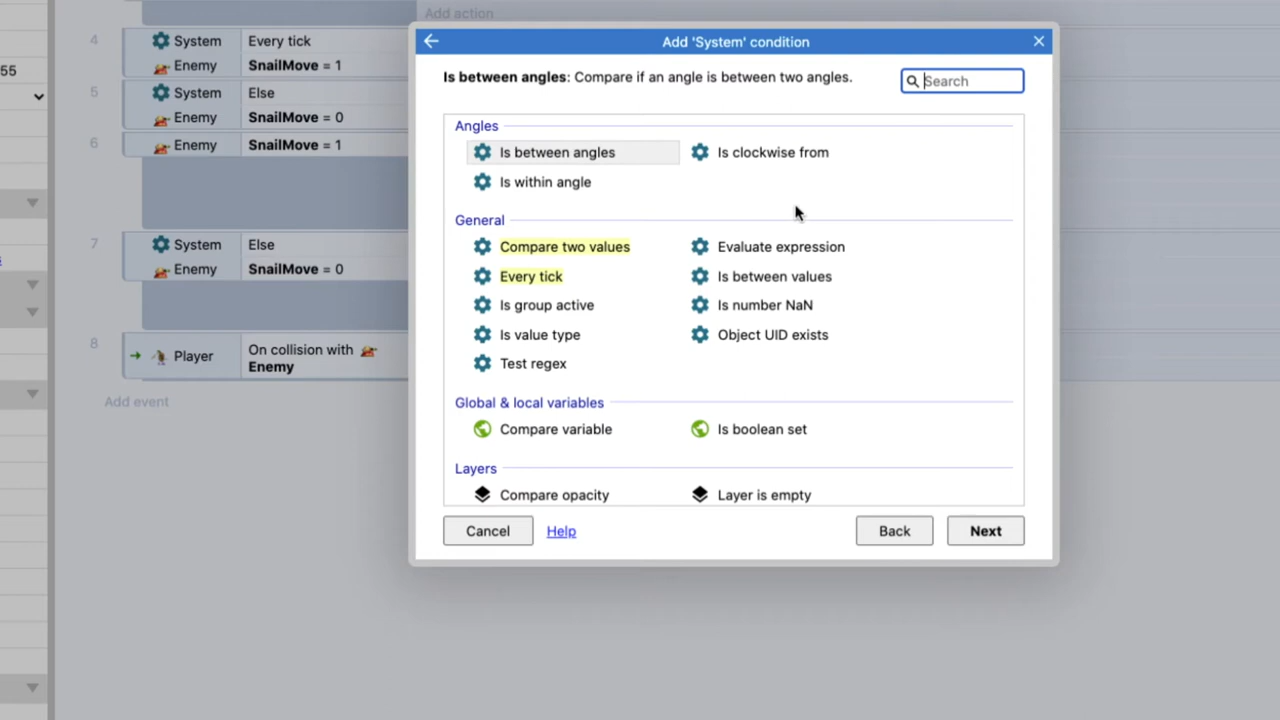 Add action
4 System Every tick
Enemy SnailMove = 1
55
5 System Else
Enemy SnailMove = 0
6 Enemy SnailMove = 1
7 System Else
Enemy SnailMove = 0
8 Player On collision with
Enemy
Add event
Add 'System' condition
Is between angles: Compare if an angle is between two angles.
Search
Angles
Is between angles Is clockwise from
Is within angle
General
Compare two values Evaluate expression
Every tick Is between values
Is group active Is number NaN
Is value type Object UID exists
Test regex
Global & local variables
Compare variable Is boolean set
Layers
Compare opacity Layer is empty
Cancel Help Back Next